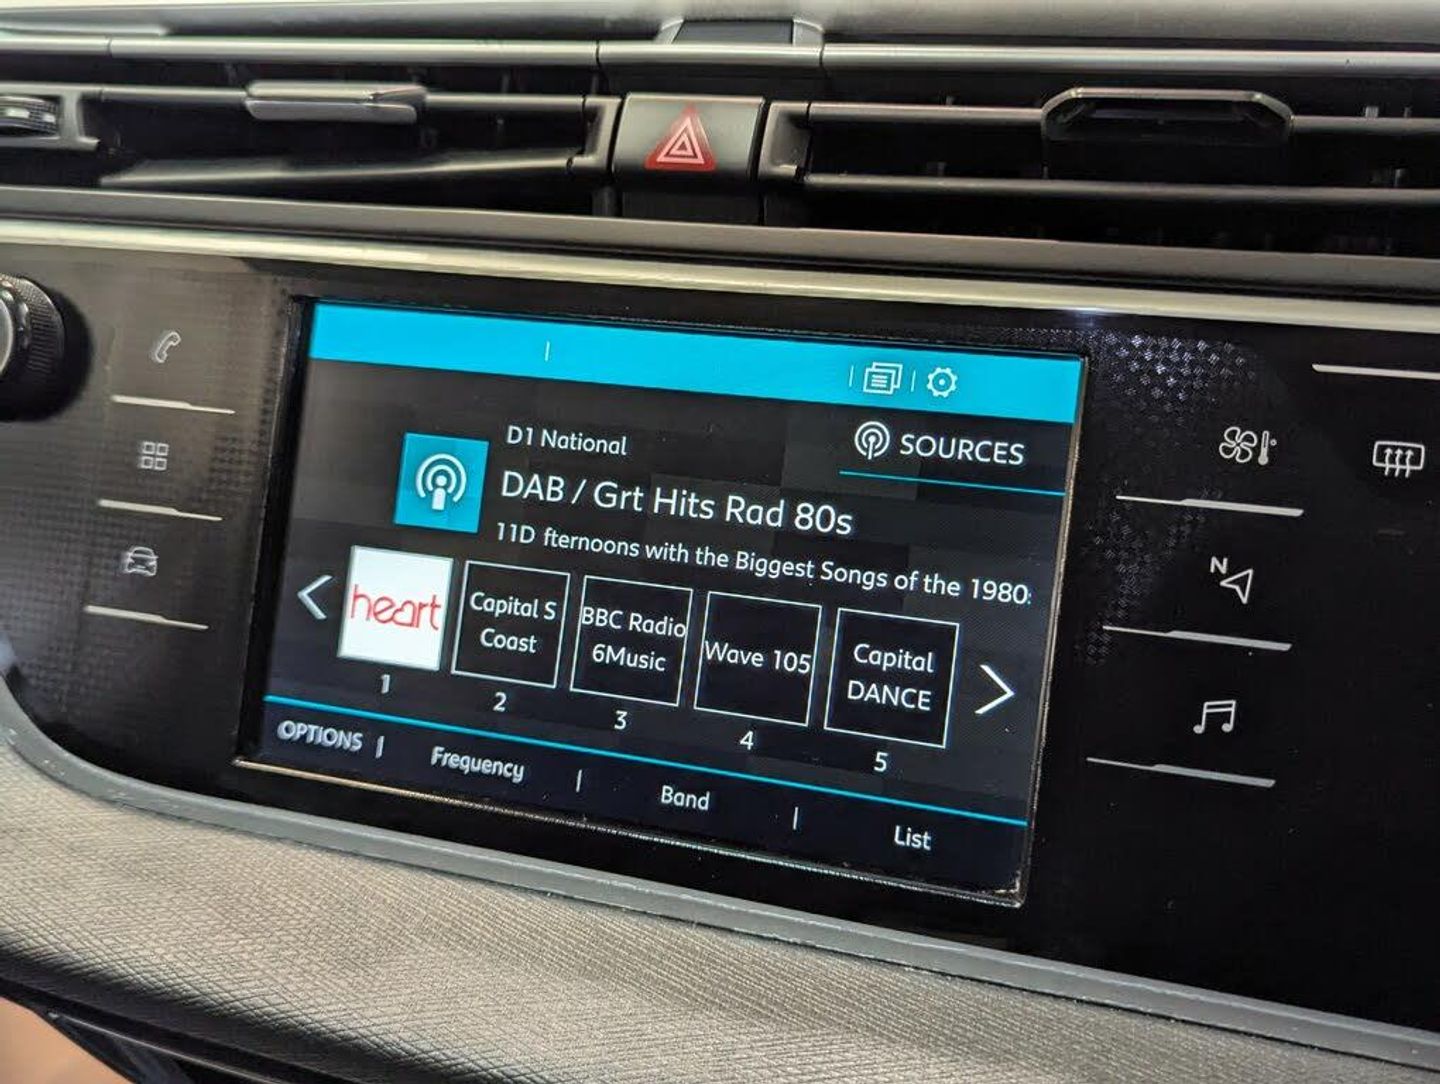 D1 National
SOURCES
DAB / Grt Hits Rad 80s
11D fternoons with the Biggest Songs of the 1980s
heart
Capital S
Coast
BBC Radio
6Music
Wave 105
Capital
DANCE
1
2
3
4
5
OPTIONS
Frequency
Band
List
N